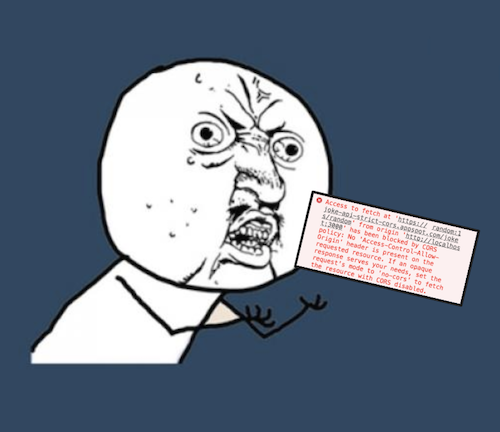 Access to fetch at 'https:// random:1
joke-api-strict-cors.appspot.com/joke
s/random' from origin 'http://localhos
t:3000' has been blocked by CORS
policy: No 'Access-Control-Allow-
Origin' header is present on the
requested resource. If an opaque
response serves your needs, set the
request's mode to 'no-cors' to fetch
the resource with CORS disabled.